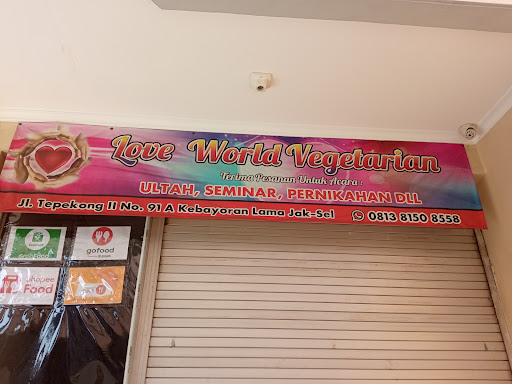 Love World Vegetarian
Terima Pesanan Untuk Acara :
ULTAH, SEMINAR, PERNIKAHAN DLL
Jl. Tepekong II No. 91 A Kebayoran Lama Jak-Sel
0813 8150 8558
gofood
Food